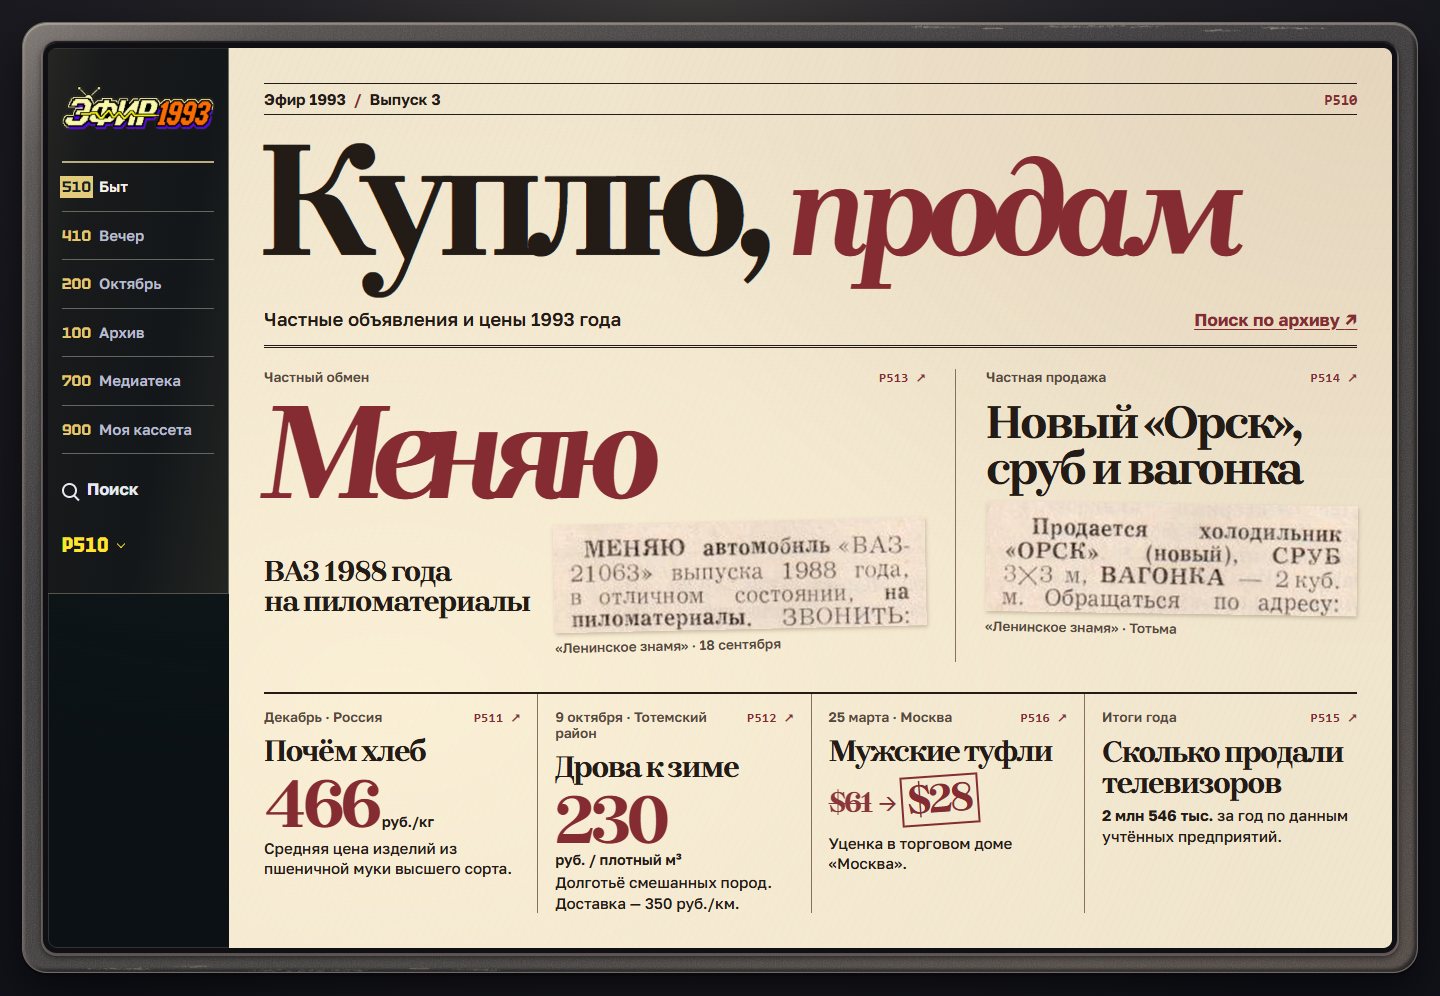 ЭФИР 1993
510 Быт
410 Вечер
200 Октябрь
100 Архив
700 Медиатека
900 Моя кассета
Поиск
P510
Эфир 1993 / Выпуск 3
P510
Куплю, продам
Частные объявления и цены 1993 года
Поиск по архиву ↗
Частный обмен
P513 ↗
Меняю
ВАЗ 1988 года
на пиломатериалы
МЕНЯЮ автомобиль «ВАЗ-
21063» выпуска 1988 года,
в отличном состоянии, на
пиломатериалы. ЗВОНИТЬ:
«Ленинское знамя» · 18 сентября
Частная продажа
P514 ↗
Новый «Орск»,
сруб и вагонка
Продается холодильник
«ОРСК» (новый), СРУБ
3×3 м, ВАГОНКА — 2 куб.
м. Обращаться по адресу:
«Ленинское знамя» · Тотьма
Декабрь · Россия
P511 ↗
Почём хлеб
466 руб./кг
Средняя цена изделий из
пшеничной муки высшего сорта.
9 октября · Тотемский
район
P512 ↗
Дрова к зиме
230
руб. / плотный м³
Долготьё смешанных пород.
Доставка — 350 руб./км.
25 марта · Москва
P516 ↗
Мужские туфли
$61 → $28
Уценка в торговом доме
«Москва».
Итоги года
P515 ↗
Сколько продали
телевизоров
2 млн 546 тыс. за год по данным
учтённых предприятий.